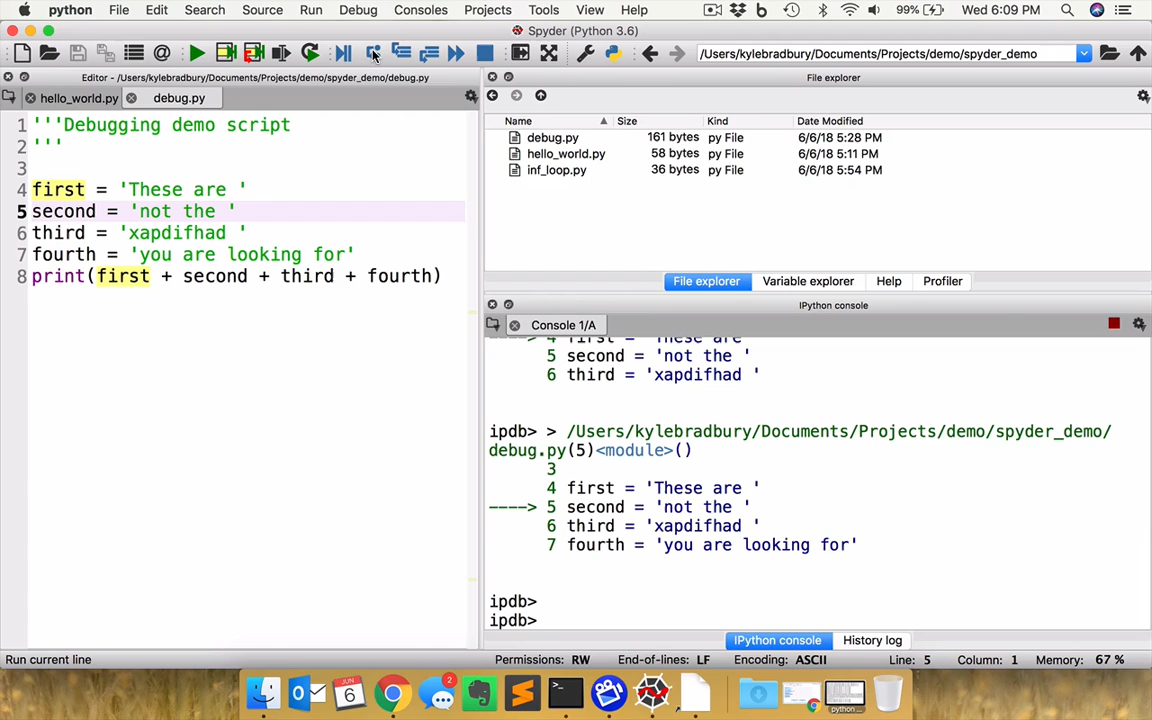 python File Edit Search Source Run Debug Consoles Projects Tools View Help 99% Wed 6:09 PM
Spyder (Python 3.6)
/Users/kylebradbury/Documents/Projects/demo/spyder_demo
Editor - /Users/kylebradbury/Documents/Projects/demo/spyder_demo/debug.py
File explorer
hello_world.py debug.py
1 '''Debugging demo script
2 '''
3
4 first = 'These are '
5 second = 'not the '
6 third = 'xapdifhad '
7 fourth = 'you are looking for'
8 print(first + second + third + fourth)
Name Size Kind Date Modified
debug.py 161 bytes py File 6/6/18 5:28 PM
hello_world.py 58 bytes py File 6/6/18 5:11 PM
inf_loop.py 36 bytes py File 6/6/18 5:54 PM
File explorer Variable explorer Help Profiler
IPython console
Console 1/A
----> 4 first = 'These are '
5 second = 'not the '
6 third = 'xapdifhad '
ipdb> > /Users/kylebradbury/Documents/Projects/demo/spyder_demo/
debug.py(5)<module>()
3
4 first = 'These are '
----> 5 second = 'not the '
6 third = 'xapdifhad '
7 fourth = 'you are looking for'
ipdb>
ipdb>
IPython console History log
Run current line Permissions: RW End-of-lines: LF Encoding: ASCII Line: 5 Column: 1 Memory: 67 %
JUN
6
2
python ...